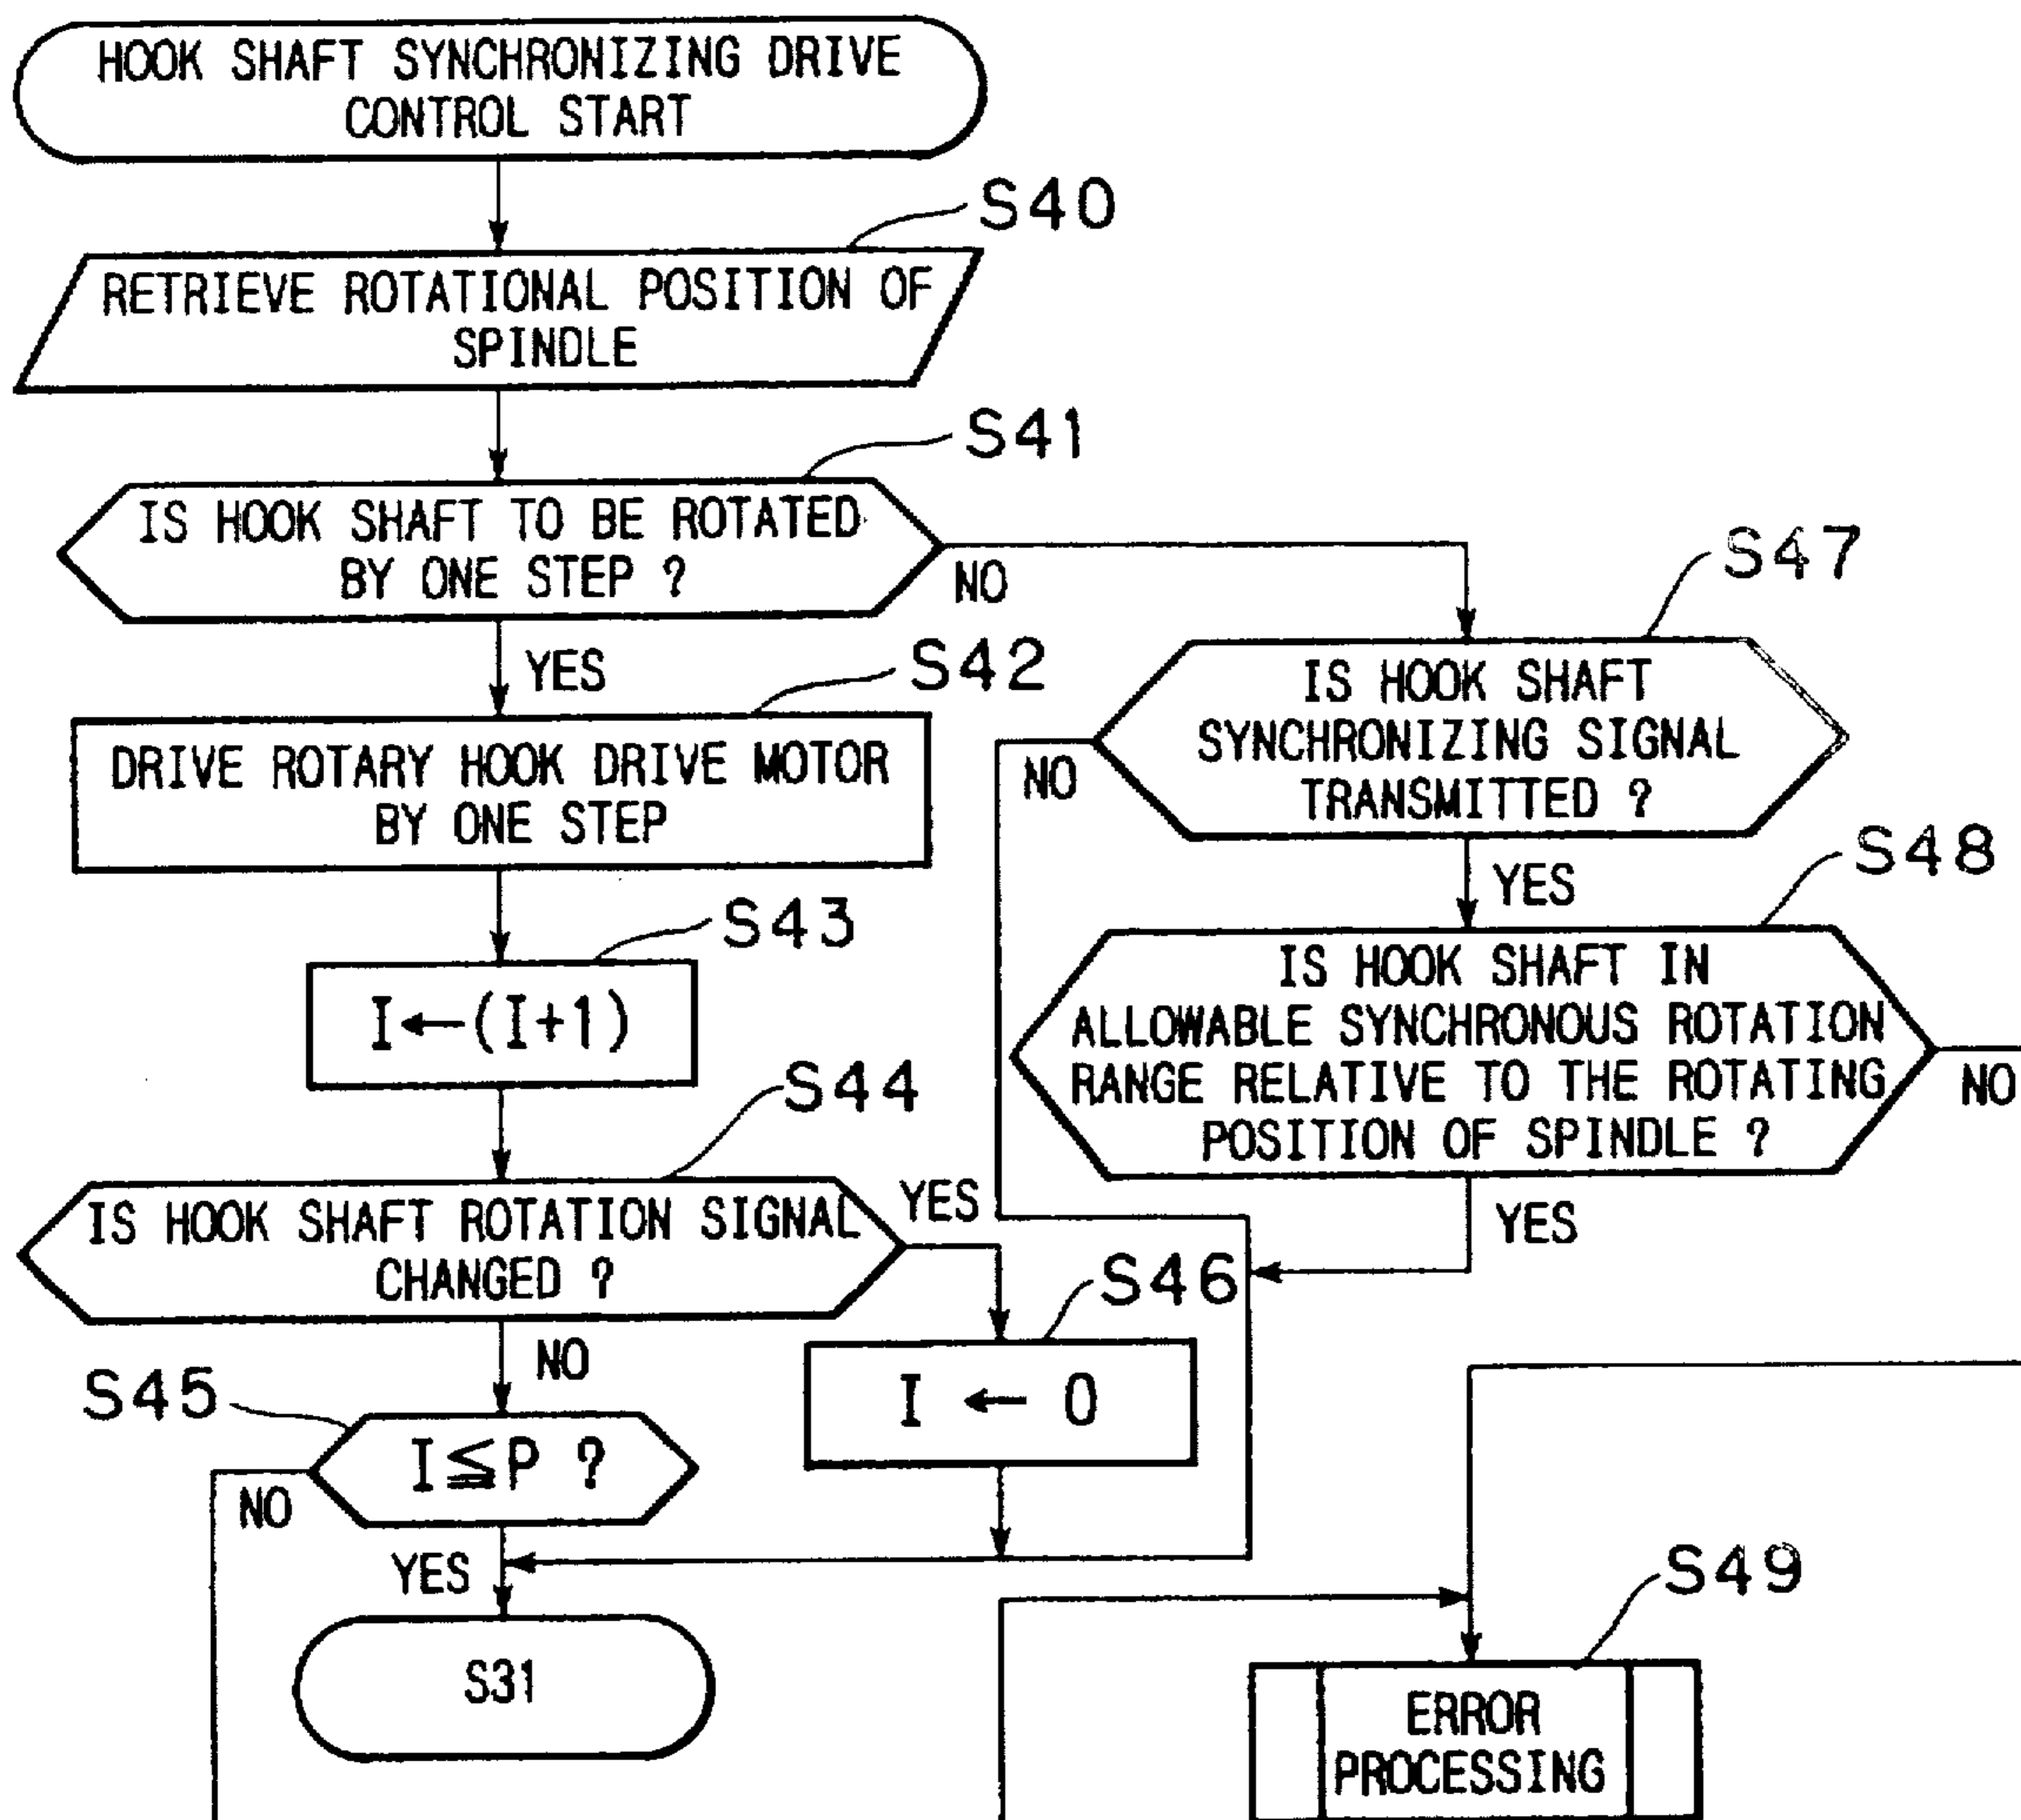 HOOK SHAFT SYNCHRONIZING DRIVE
CONTROL START
S40
RETRIEVE ROTATIONAL POSITION OF
SPINDLE
S41
IS HOOK SHAFT TO BE ROTATED
BY ONE STEP ?
NO
YES
S42
DRIVE ROTARY HOOK DRIVE MOTOR
BY ONE STEP
S43
I←(I+1)
S44
IS HOOK SHAFT ROTATION SIGNAL
CHANGED ?
YES
NO
S45
I≦P ?
NO
YES
S46
I ← 0
S31
S47
IS HOOK SHAFT
SYNCHRONIZING SIGNAL
TRANSMITTED ?
NO
YES
S48
IS HOOK SHAFT IN
ALLOWABLE SYNCHRONOUS ROTATION
RANGE RELATIVE TO THE ROTATING
POSITION OF SPINDLE ?
NO
YES
S49
ERROR
PROCESSING